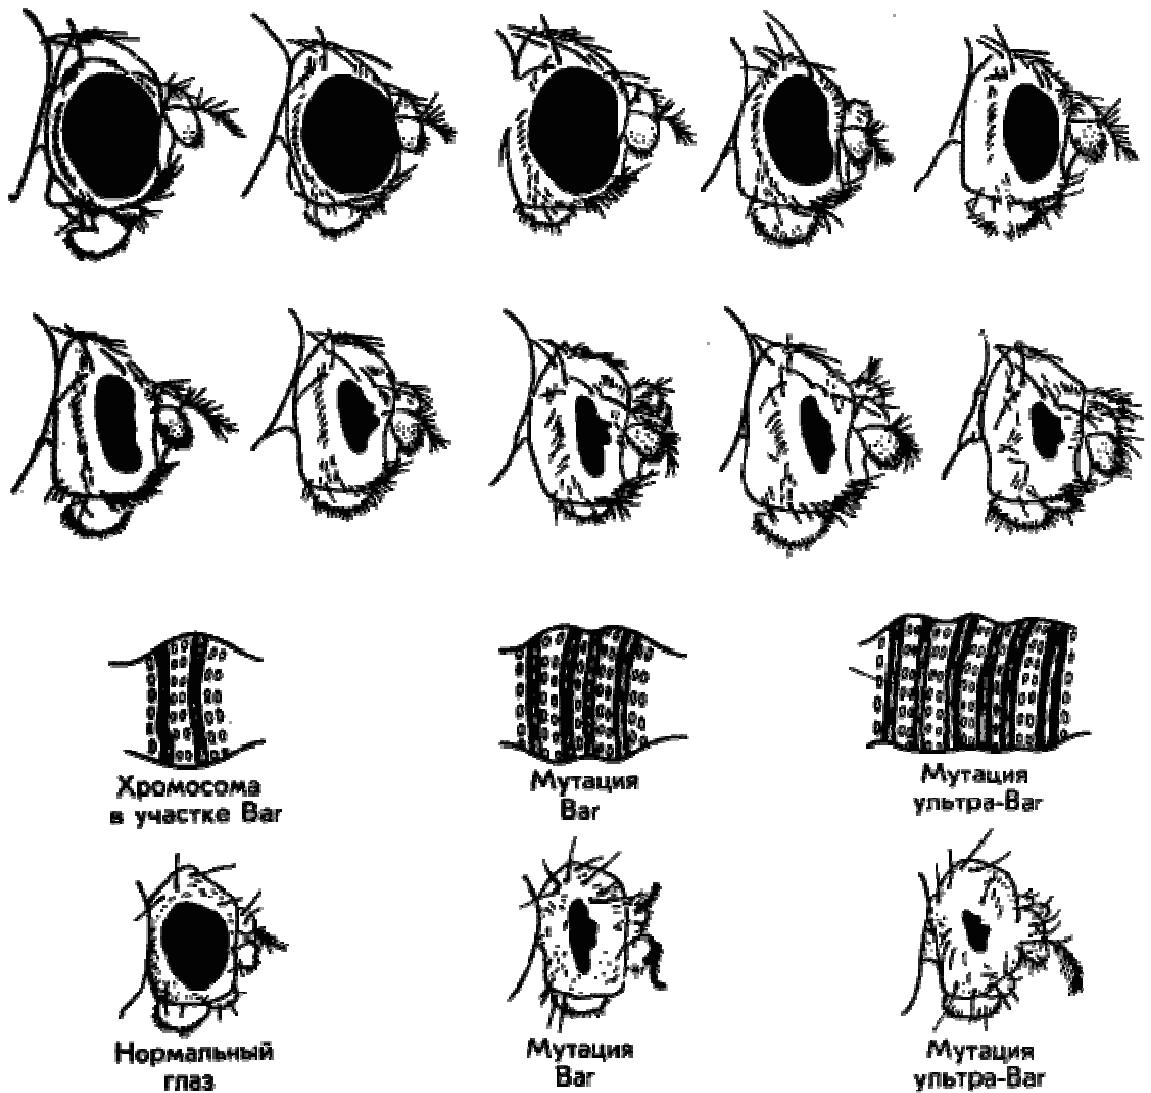 Хромосома
в участке Bar
Мутация
Bar
Мутация
ультра-Bar
Нормальный
глаз
Мутация
Bar
Мутация
ультра-Bar